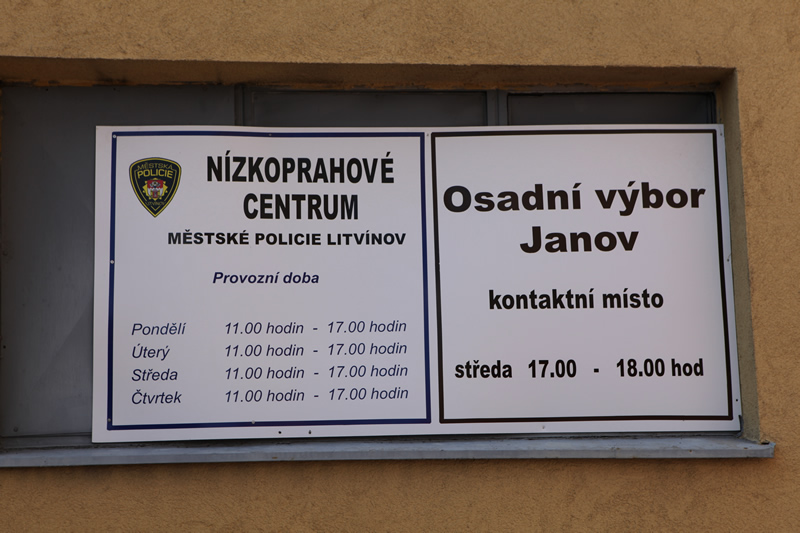 MĚSTSKÁ
POLICIE
NÍZKOPRAHOVÉ
CENTRUM
MĚSTSKÉ POLICIE LITVÍNOV
Provozní doba
Pondělí 11.00 hodin - 17.00 hodin
Úterý 11.00 hodin - 17.00 hodin
Středa 11.00 hodin - 17.00 hodin
Čtvrtek 11.00 hodin - 17.00 hodin
Osadní výbor
Janov
kontaktní místo
středa 17.00 - 18.00 hod